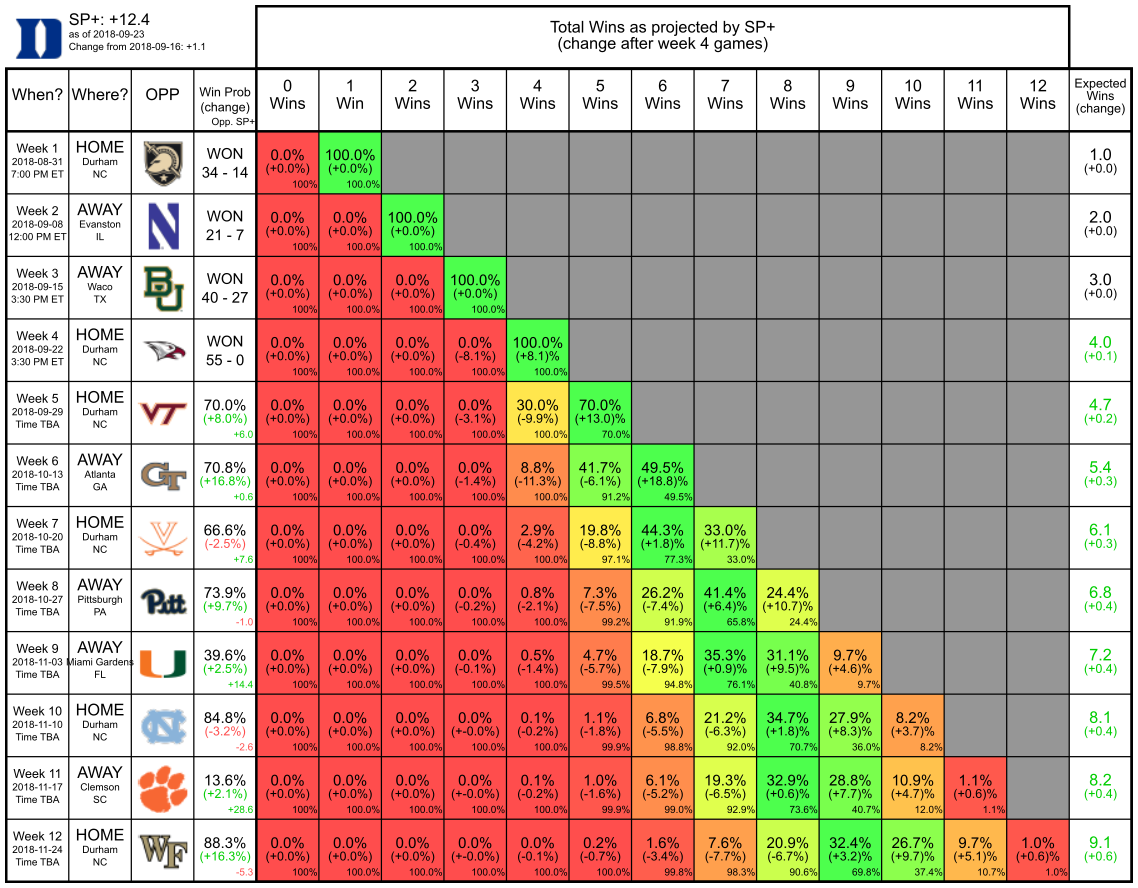 SP+: +12.4
as of 2018-09-23
Change from 2018-09-16: +1.1
Total Wins as projected by SP+
(change after week 4 games)
When? Where? OPP Win Prob (change) Opp. SP+ 0 Wins 1 Win 2 Wins 3 Wins 4 Wins 5 Wins 6 Wins 7 Wins 8 Wins 9 Wins 10 Wins 11 Wins 12 Wins Expected Wins (change)
Week 1 HOME WON 0.0% 100.0% 1.0
2018-08-31 Durham 34 - 14 (+0.0%) (+0.0%) (+0.0)
7:00 PM ET NC 100% 100.0%
Week 2 AWAY N WON 0.0% 0.0% 100.0% 2.0
2018-09-08 Evanston 21 - 7 (+0.0%) (+0.0%) (+0.0%) (+0.0)
12:00 PM ET IL 100% 100.0% 100.0%
Week 3 AWAY BU WON 0.0% 0.0% 0.0% 100.0% 3.0
2018-09-15 Waco 40 - 27 (+0.0%) (+0.0%) (+0.0%) (+0.0%) (+0.0)
3:30 PM ET TX 100% 100.0% 100.0% 100.0%
Week 4 HOME WON 0.0% 0.0% 0.0% 0.0% 100.0% 4.0
2018-09-22 Durham 55 - 0 (+0.0%) (+0.0%) (+0.0%) (-8.1%) (+8.1)% (+0.1)
3:30 PM ET NC 100% 100.0% 100.0% 100.0% 100.0%
Week 5 HOME VT 70.0% 0.0% 0.0% 0.0% 0.0% 30.0% 70.0% 4.7
2018-09-29 Durham (+8.0%) (+0.0%) (+0.0%) (+0.0%) (-3.1%) (-9.9%) (+13.0)% (+0.2)
Time TBA NC +6.0 100% 100.0% 100.0% 100.0% 100.0% 70.0%
Week 6 AWAY GT 70.8% 0.0% 0.0% 0.0% 0.0% 8.8% 41.7% 49.5% 5.4
2018-10-13 Atlanta (+16.8%) (+0.0%) (+0.0%) (+0.0%) (-1.4%) (-11.3%) (-6.1%) (+18.8)% (+0.3)
Time TBA GA +0.6 100% 100.0% 100.0% 100.0% 100.0% 91.2% 49.5%
Week 7 HOME V 66.6% 0.0% 0.0% 0.0% 0.0% 2.9% 19.8% 44.3% 33.0% 6.1
2018-10-20 Durham (-2.5%) (+0.0%) (+0.0%) (+0.0%) (-0.4%) (-4.2%) (-8.8%) (+1.8)% (+11.7)% (+0.3)
Time TBA NC +7.6 100% 100.0% 100.0% 100.0% 100.0% 97.1% 77.3% 33.0%
Week 8 AWAY Pitt 73.9% 0.0% 0.0% 0.0% 0.0% 0.8% 7.3% 26.2% 41.4% 24.4% 6.8
2018-10-27 Pittsburgh (+9.7%) (+0.0%) (+0.0%) (+0.0%) (-0.2%) (-2.1%) (-7.5%) (-7.4%) (+6.4)% (+10.7)% (+0.4)
Time TBA PA -1.0 100% 100.0% 100.0% 100.0% 100.0% 99.2% 91.9% 65.8% 24.4%
Week 9 AWAY U 39.6% 0.0% 0.0% 0.0% 0.0% 0.5% 4.7% 18.7% 35.3% 31.1% 9.7% 7.2
2018-11-03 Miami Gardens (+2.5%) (+0.0%) (+0.0%) (+0.0%) (-0.1%) (-1.4%) (-5.7%) (-7.9%) (+0.9)% (+9.5)% (+4.6)% (+0.4)
Time TBA FL +14.4 100% 100.0% 100.0% 100.0% 100.0% 99.5% 94.8% 76.1% 40.8% 9.7%
Week 10 HOME NC 84.8% 0.0% 0.0% 0.0% 0.0% 0.1% 1.1% 6.8% 21.2% 34.7% 27.9% 8.2% 8.1
2018-11-10 Durham (-3.2%) (+0.0%) (+0.0%) (+0.0%) (+-0.0%) (-0.2%) (-1.8%) (-5.5%) (-6.3%) (+1.8)% (+8.3)% (+3.7)% (+0.4)
Time TBA NC -2.6 100% 100.0% 100.0% 100.0% 100.0% 99.9% 98.8% 92.0% 70.7% 36.0% 8.2%
Week 11 AWAY 13.6% 0.0% 0.0% 0.0% 0.0% 0.1% 1.0% 6.1% 19.3% 32.9% 28.8% 10.9% 1.1% 8.2
2018-11-17 Clemson (+2.1%) (+0.0%) (+0.0%) (+0.0%) (+-0.0%) (-0.2%) (-1.6%) (-5.2%) (-6.5%) (+0.6)% (+7.7)% (+4.7)% (+0.6)% (+0.4)
Time TBA SC +28.6 100% 100.0% 100.0% 100.0% 100.0% 99.9% 99.0% 92.9% 73.6% 40.7% 12.0% 1.1%
Week 12 HOME WF 88.3% 0.0% 0.0% 0.0% 0.0% 0.0% 0.2% 1.6% 7.6% 20.9% 32.4% 26.7% 9.7% 1.0% 9.1
2018-11-24 Durham (+16.3%) (+0.0%) (+0.0%) (+0.0%) (+-0.0%) (-0.1%) (-0.7%) (-3.4%) (-7.7%) (-6.7%) (+3.2)% (+9.7)% (+5.1)% (+0.6)% (+0.6)
Time TBA NC -5.3 100% 100.0% 100.0% 100.0% 100.0% 100.0% 99.8% 98.3% 90.6% 69.8% 37.4% 10.7% 1.0%